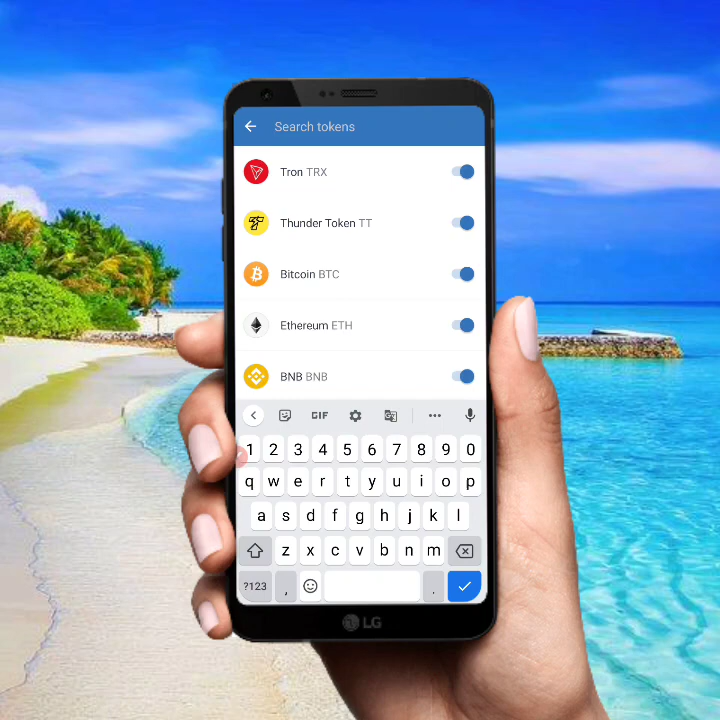 Search tokens
Tron TRX
Thunder Token TT
Bitcoin BTC
Ethereum ETH
BNB BNB
GIF
1 2 3 4 5 6 7 8 9 0
q w e r t y u i o p
a s d f g h j k l
z x c v b n m
?123 , .
LG